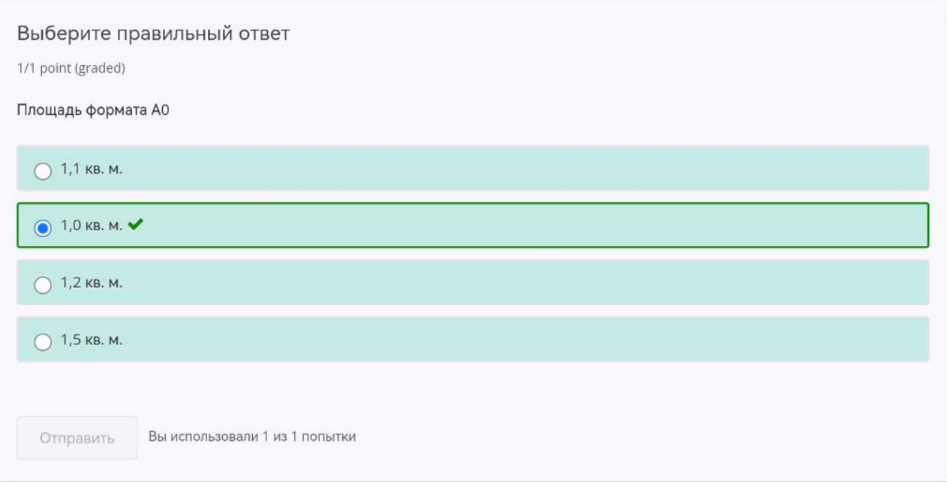 Выберите правильный ответ
1/1 point (graded)
Площадь формата А0
1,1 кв. м.
1,0 кв. м.
1,2 кв. м.
1,5 кв. м.
Отправить Вы использовали 1 из 1 попытки